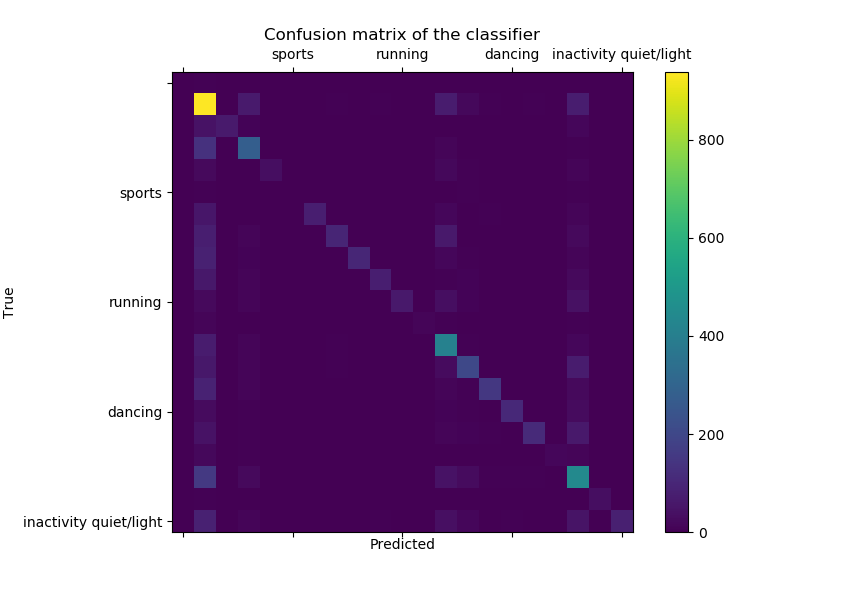 Confusion matrix of the classifier
sports running dancing inactivity quiet/light
800
sports
600
True
running
400
dancing
200
inactivity quiet/light
0
Predicted